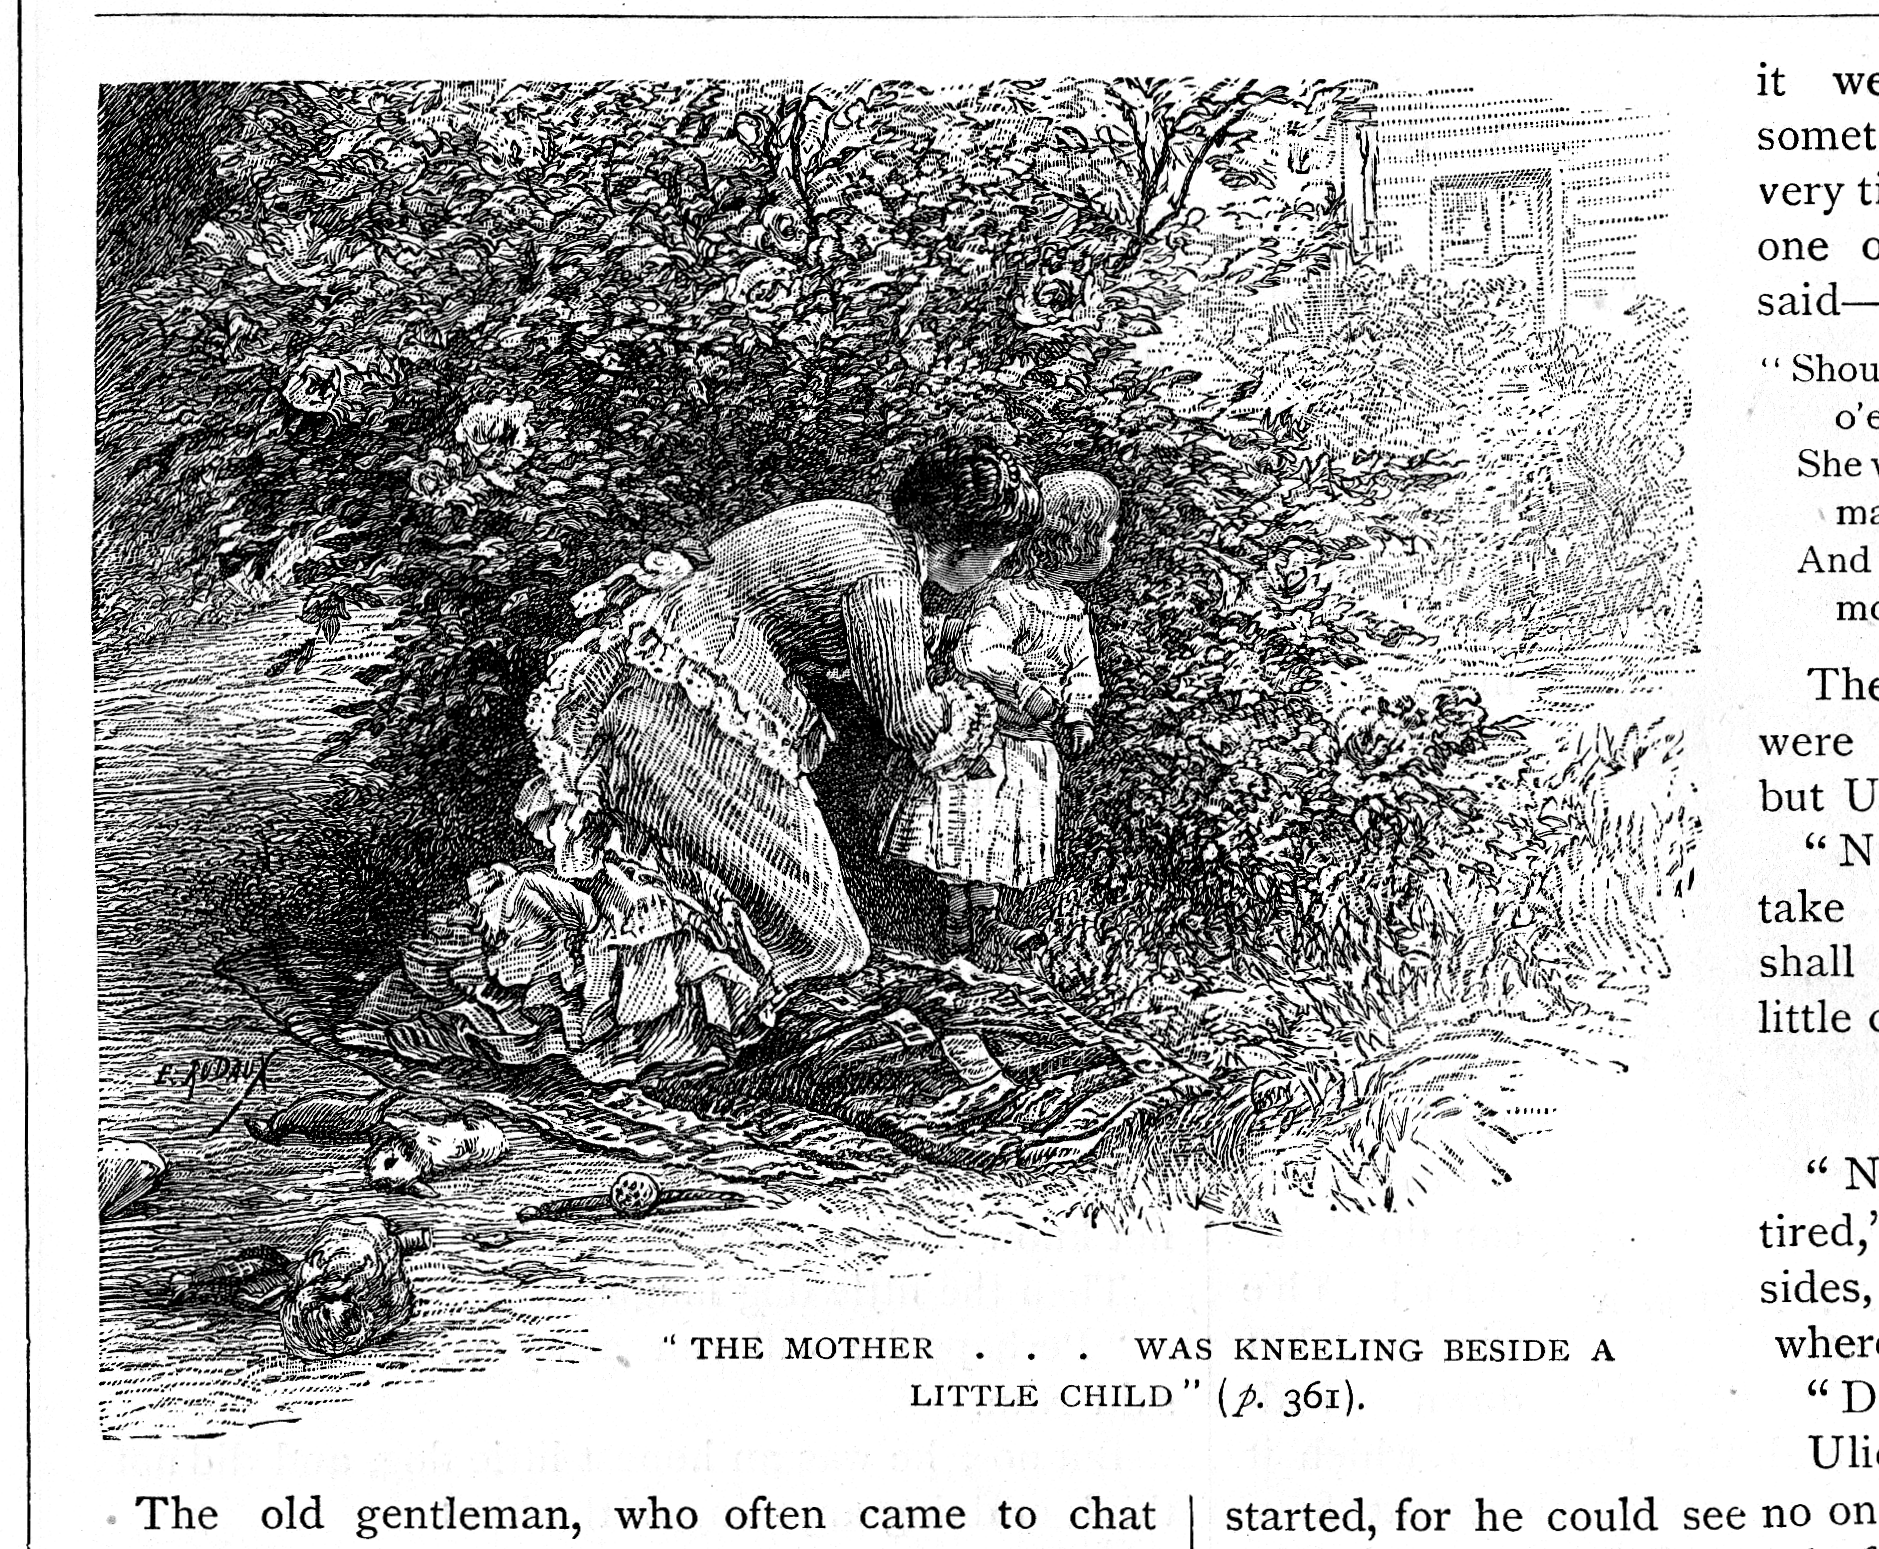 E. RUDAUX
“ THE MOTHER . . . WAS KNEELING BESIDE A
LITTLE CHILD ” (p. 361).
The old gentleman, who often came to chat
started, for he could see no on
it we
somet
very ti
one o
said—
“ Shou
o’e
She w
ma
And
mo
The
were
but U
“ N
take
shall
little c
“ N
tired,’
sides,
where
“ D
Ulic